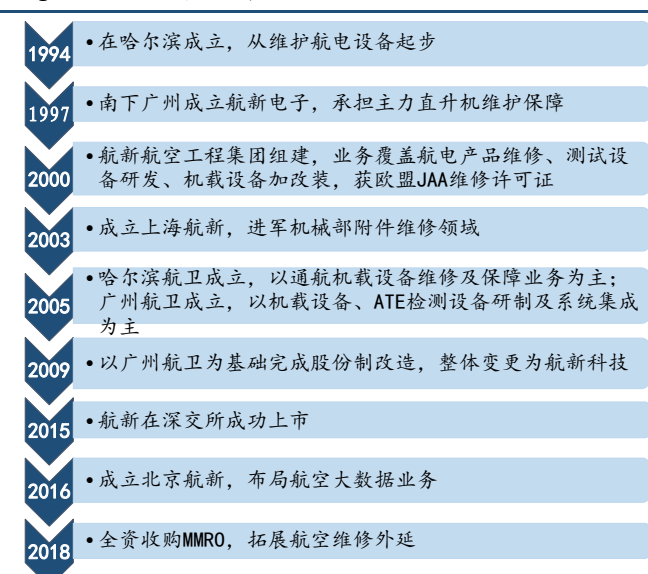 1994
•在哈尔滨成立，从维护航电设备起步
1997
•南下广州成立航新电子，承担主力直升机维护保障
2000
•航新航空工程集团组建，业务覆盖航电产品维修、测试设
备研发、机载设备加改装，获欧盟JAA维修许可证
2003
•成立上海航新，进军机械部附件维修领域
2005
•哈尔滨航卫成立，以通航机载设备维修及保障业务为主；
广州航卫成立，以机载设备、ATE检测设备研制及系统集成
为主
2009
•以广州航卫为基础完成股份制改造，整体变更为航新科技
2015
•航新在深交所成功上市
2016
•成立北京航新，布局航空大数据业务
2018
•全资收购MMRO，拓展航空维修外延